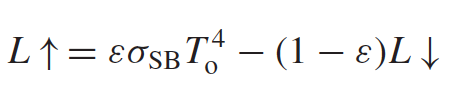 L↑ = εσ_SB T_o^4 − (1 − ε)L↓